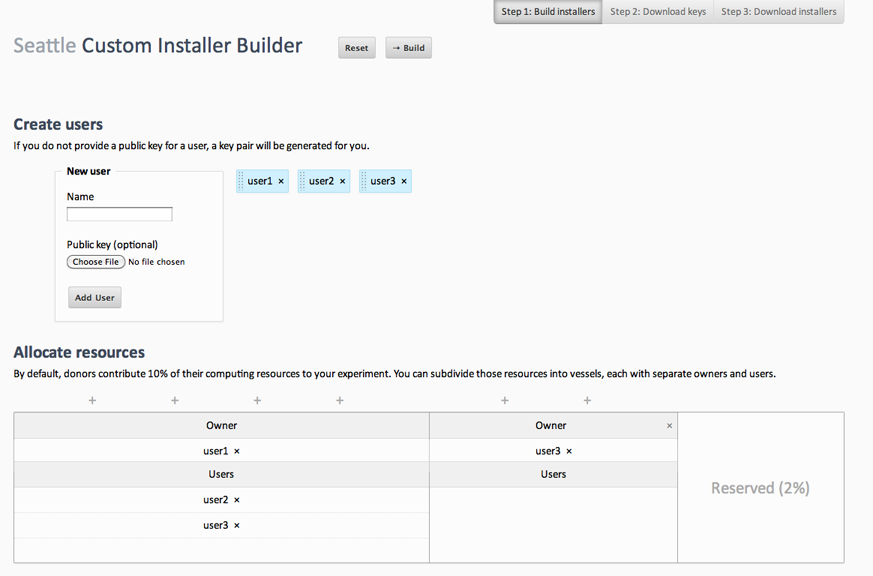 Step 1: Build installers Step 2: Download keys Step 3: Download installers
Seattle Custom Installer Builder Reset → Build
Create users
If you do not provide a public key for a user, a key pair will be generated for you.
New user
user1 × user2 × user3 ×
Name
Public key (optional)
Choose File No file chosen
Add User
Allocate resources
By default, donors contribute 10% of their computing resources to your experiment. You can subdivide those resources into vessels, each with separate owners and users.
+ + + + + +
Owner Owner ×
user1 × user3 ×
Users Users
Reserved (2%)
user2 ×
user3 ×